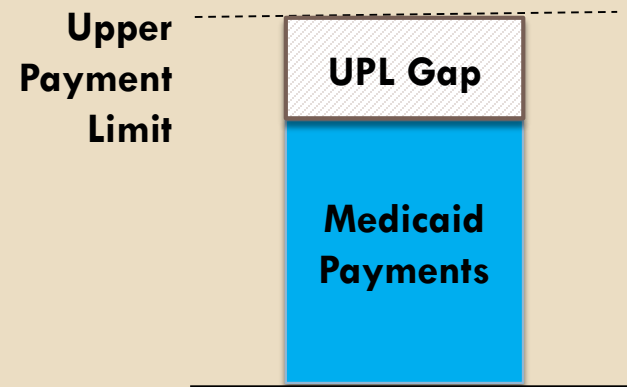 Upper
Payment
Limit
UPL Gap
Medicaid
Payments